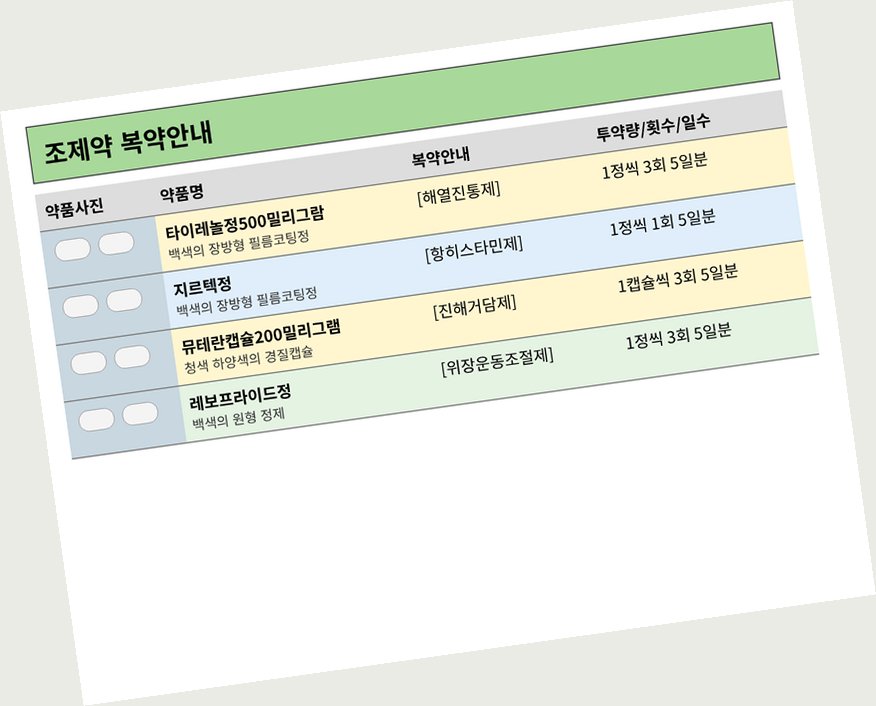 조제약 복약안내
약품사진 약품명 복약안내 투약량/횟수/일수
타이레놀정500밀리그람 [해열진통제] 1정씩 3회 5일분
백색의 장방형 필름코팅정
지르텍정 [항히스타민제] 1정씩 1회 5일분
백색의 장방형 필름코팅정
뮤테란캡슐200밀리그램 [진해거담제] 1캡슐씩 3회 5일분
청색 하양색의 경질캡슐
레보프라이드정 [위장운동조절제] 1정씩 3회 5일분
백색의 원형 정제